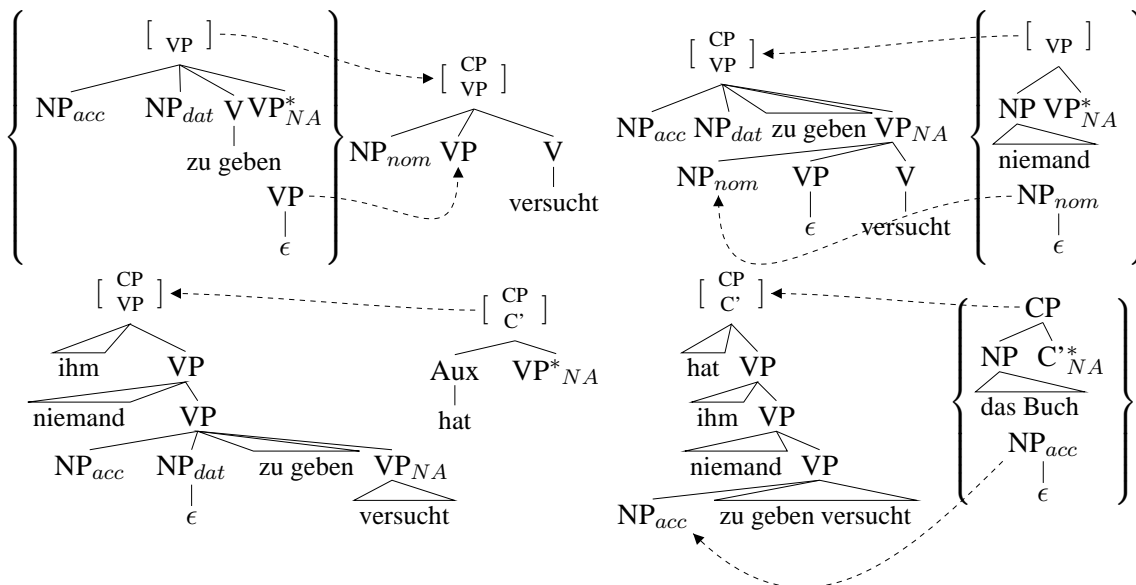 [ VP ]
NP_acc NP_dat V VP*_NA
zu geben
VP
ϵ
[ CP VP ]
NP_nom VP V
versucht
[ CP VP ]
NP_acc NP_dat zu geben VP_NA
NP_nom VP V
ϵ versucht
[ VP ]
NP VP*_NA
niemand
NP_nom
ϵ
[ CP VP ]
ihm VP
niemand VP
NP_acc NP_dat zu geben VP_NA
ϵ versucht
[ CP C' ]
Aux VP*_NA
hat
[ CP C' ]
hat VP
ihm VP
niemand VP
NP_acc zu geben versucht
CP
NP C'*_NA
das Buch
NP_acc
ϵ